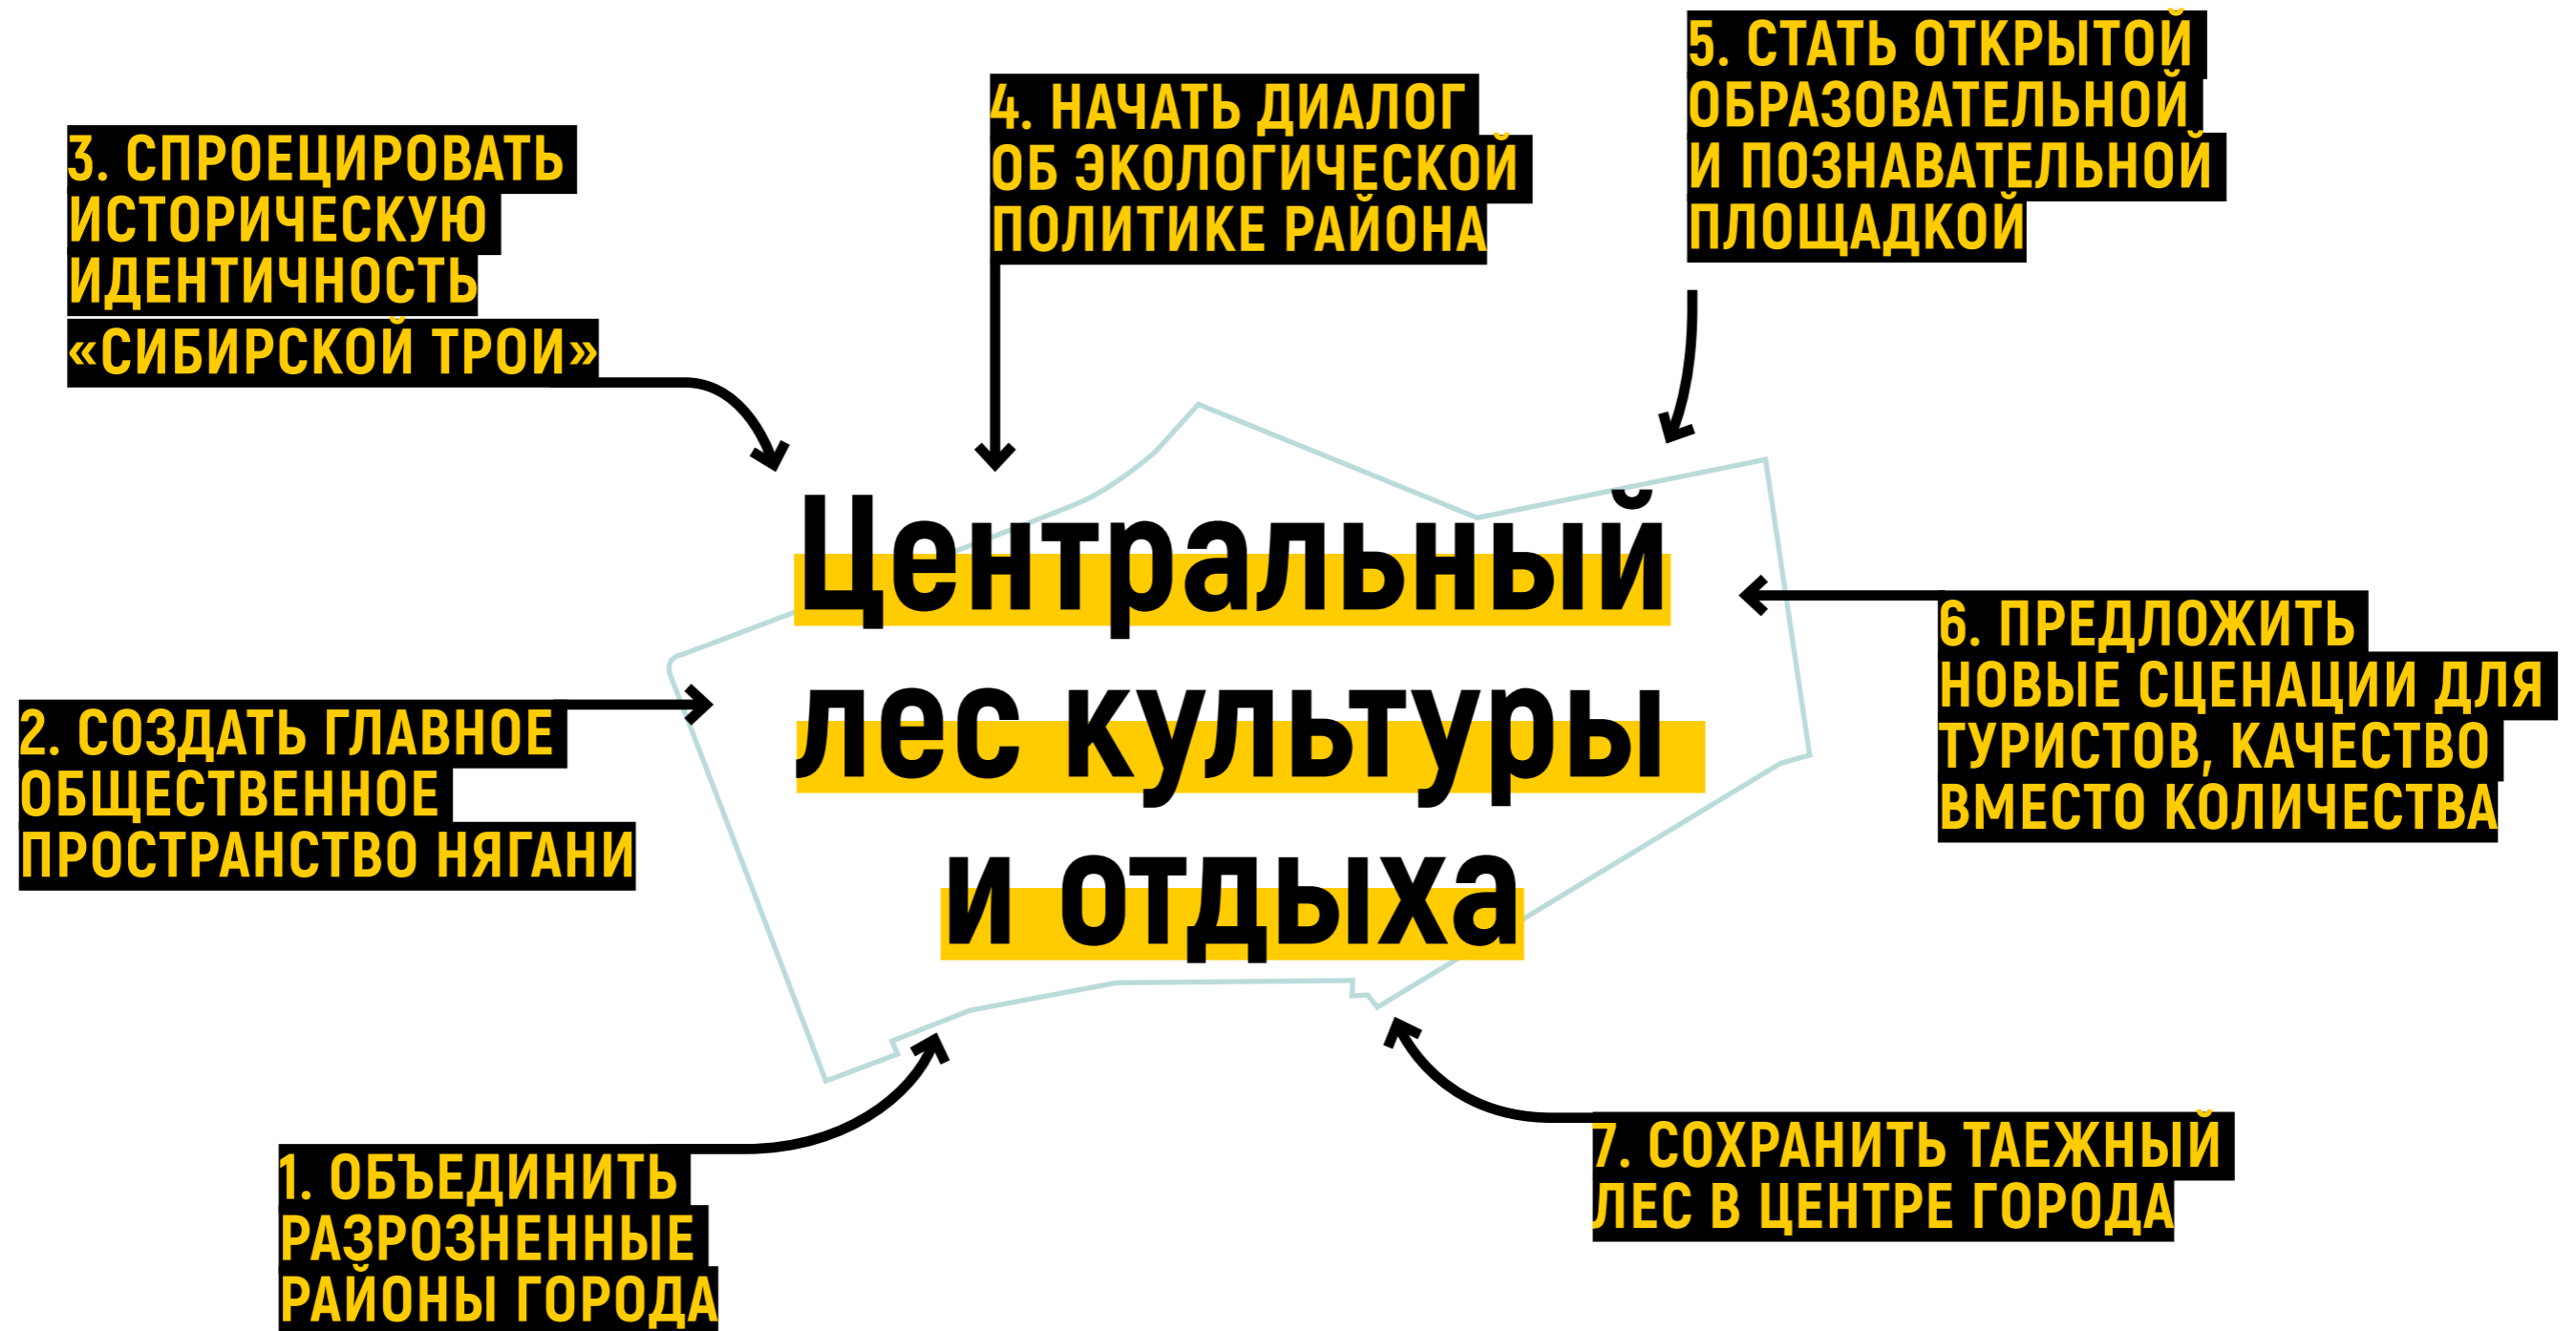 3. СПРОЕЦИРОВАТЬ
ИСТОРИЧЕСКУЮ
ИДЕНТИЧНОСТЬ
«СИБИРСКОЙ ТРОИ»
4. НАЧАТЬ ДИАЛОГ
ОБ ЭКОЛОГИЧЕСКОЙ
ПОЛИТИКЕ РАЙОНА
5. СТАТЬ ОТКРЫТОЙ
ОБРАЗОВАТЕЛЬНОЙ
И ПОЗНАВАТЕЛЬНОЙ
ПЛОЩАДКОЙ
Центральный
лес культуры
и отдыха
2. СОЗДАТЬ ГЛАВНОЕ
ОБЩЕСТВЕННОЕ
ПРОСТРАНСТВО НЯГАНИ
6. ПРЕДЛОЖИТЬ
НОВЫЕ СЦЕНАЦИИ ДЛЯ
ТУРИСТОВ, КАЧЕСТВО
ВМЕСТО КОЛИЧЕСТВА
1. ОБЪЕДИНИТЬ
РАЗРОЗНЕННЫЕ
РАЙОНЫ ГОРОДА
7. СОХРАНИТЬ ТАЕЖНЫЙ
ЛЕС В ЦЕНТРЕ ГОРОДА